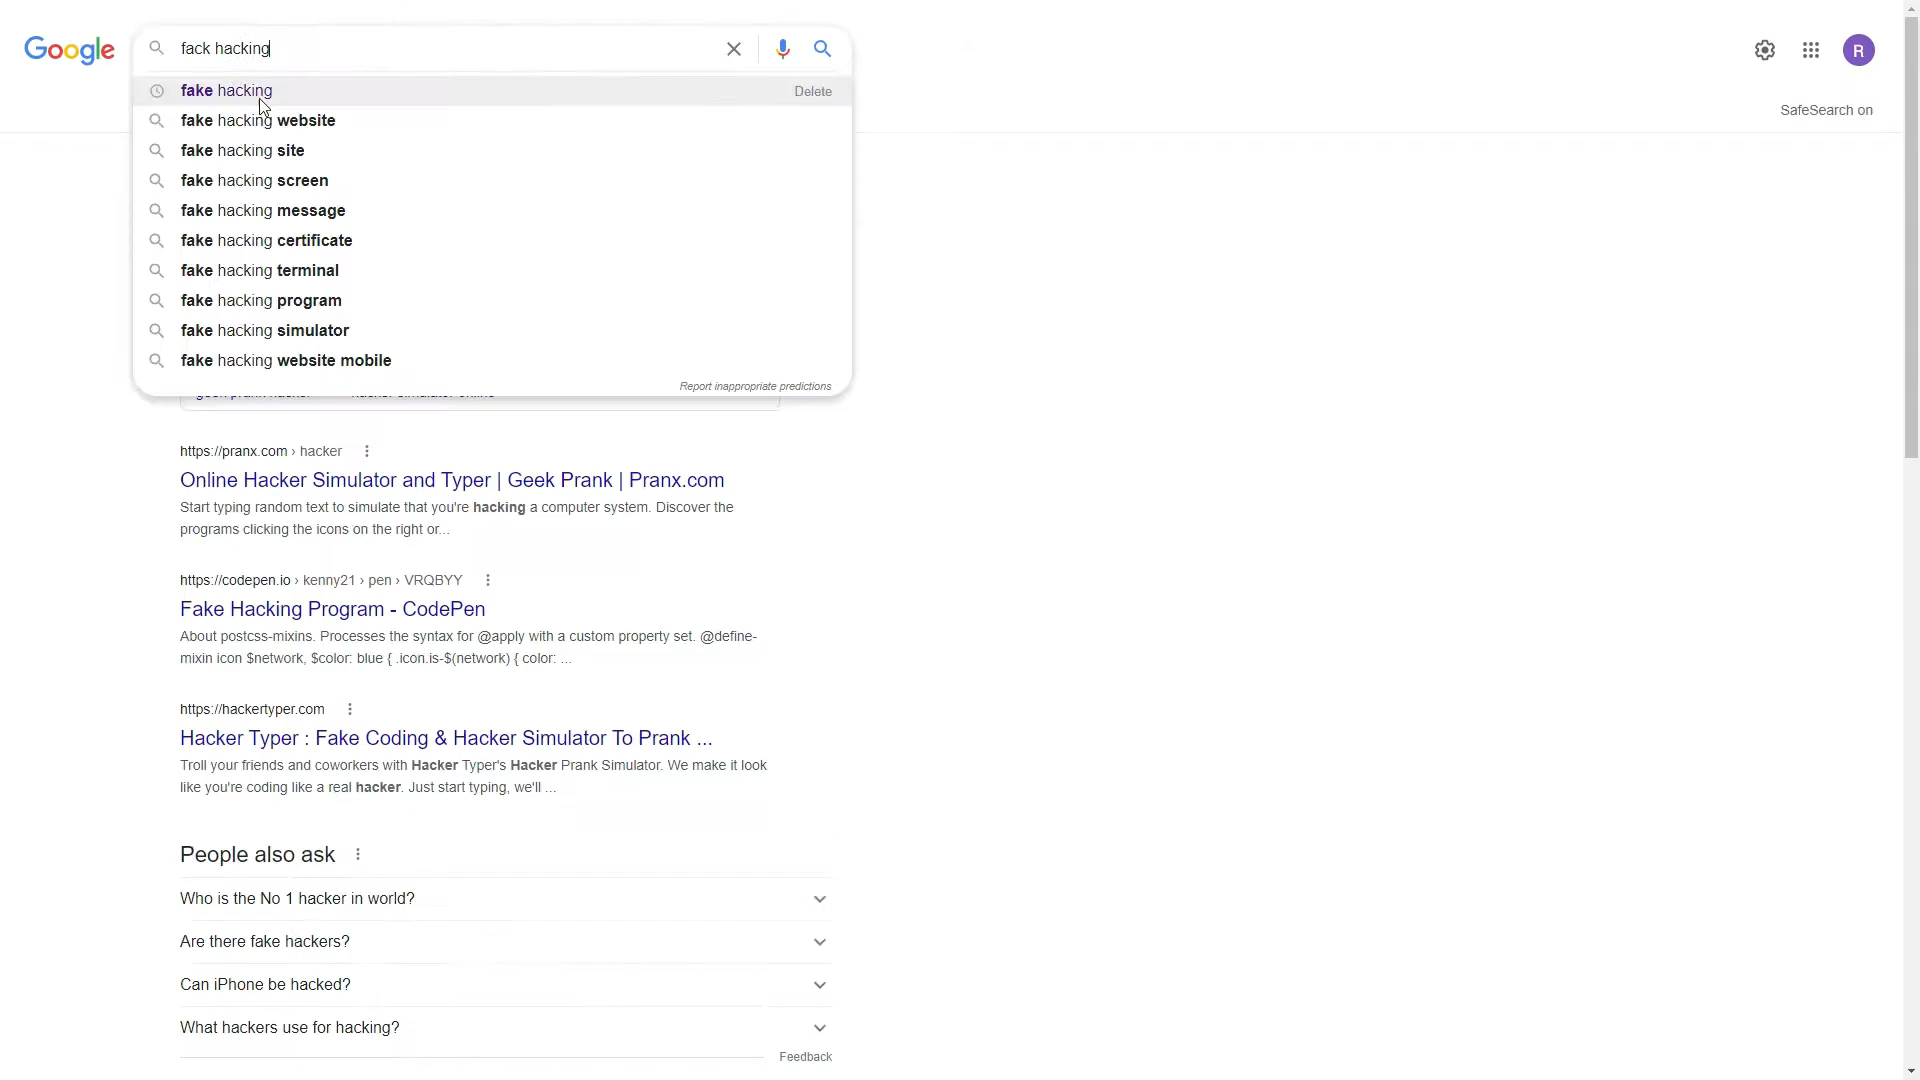 Google
fack hacking
R
fake hacking
Delete
fake hacking website
SafeSearch on
fake hacking site
fake hacking screen
fake hacking message
fake hacking certificate
fake hacking terminal
fake hacking program
fake hacking simulator
fake hacking website mobile
Report inappropriate predictions
https://pranx.com › hacker
Online Hacker Simulator and Typer | Geek Prank | Pranx.com
Start typing random text to simulate that you're hacking a computer system. Discover the
programs clicking the icons on the right or...
https://codepen.io › kenny21 › pen › VRQBYY
Fake Hacking Program - CodePen
About postcss-mixins. Processes the syntax for @apply with a custom property set. @define-
mixin icon $network, $color: blue { .icon.is-$(network) { color: ...
https://hackertyper.com
Hacker Typer : Fake Coding & Hacker Simulator To Prank ...
Troll your friends and coworkers with Hacker Typer's Hacker Prank Simulator. We make it look
like you're coding like a real hacker. Just start typing, we'll ...
People also ask
Who is the No 1 hacker in world?
Are there fake hackers?
Can iPhone be hacked?
What hackers use for hacking?
Feedback